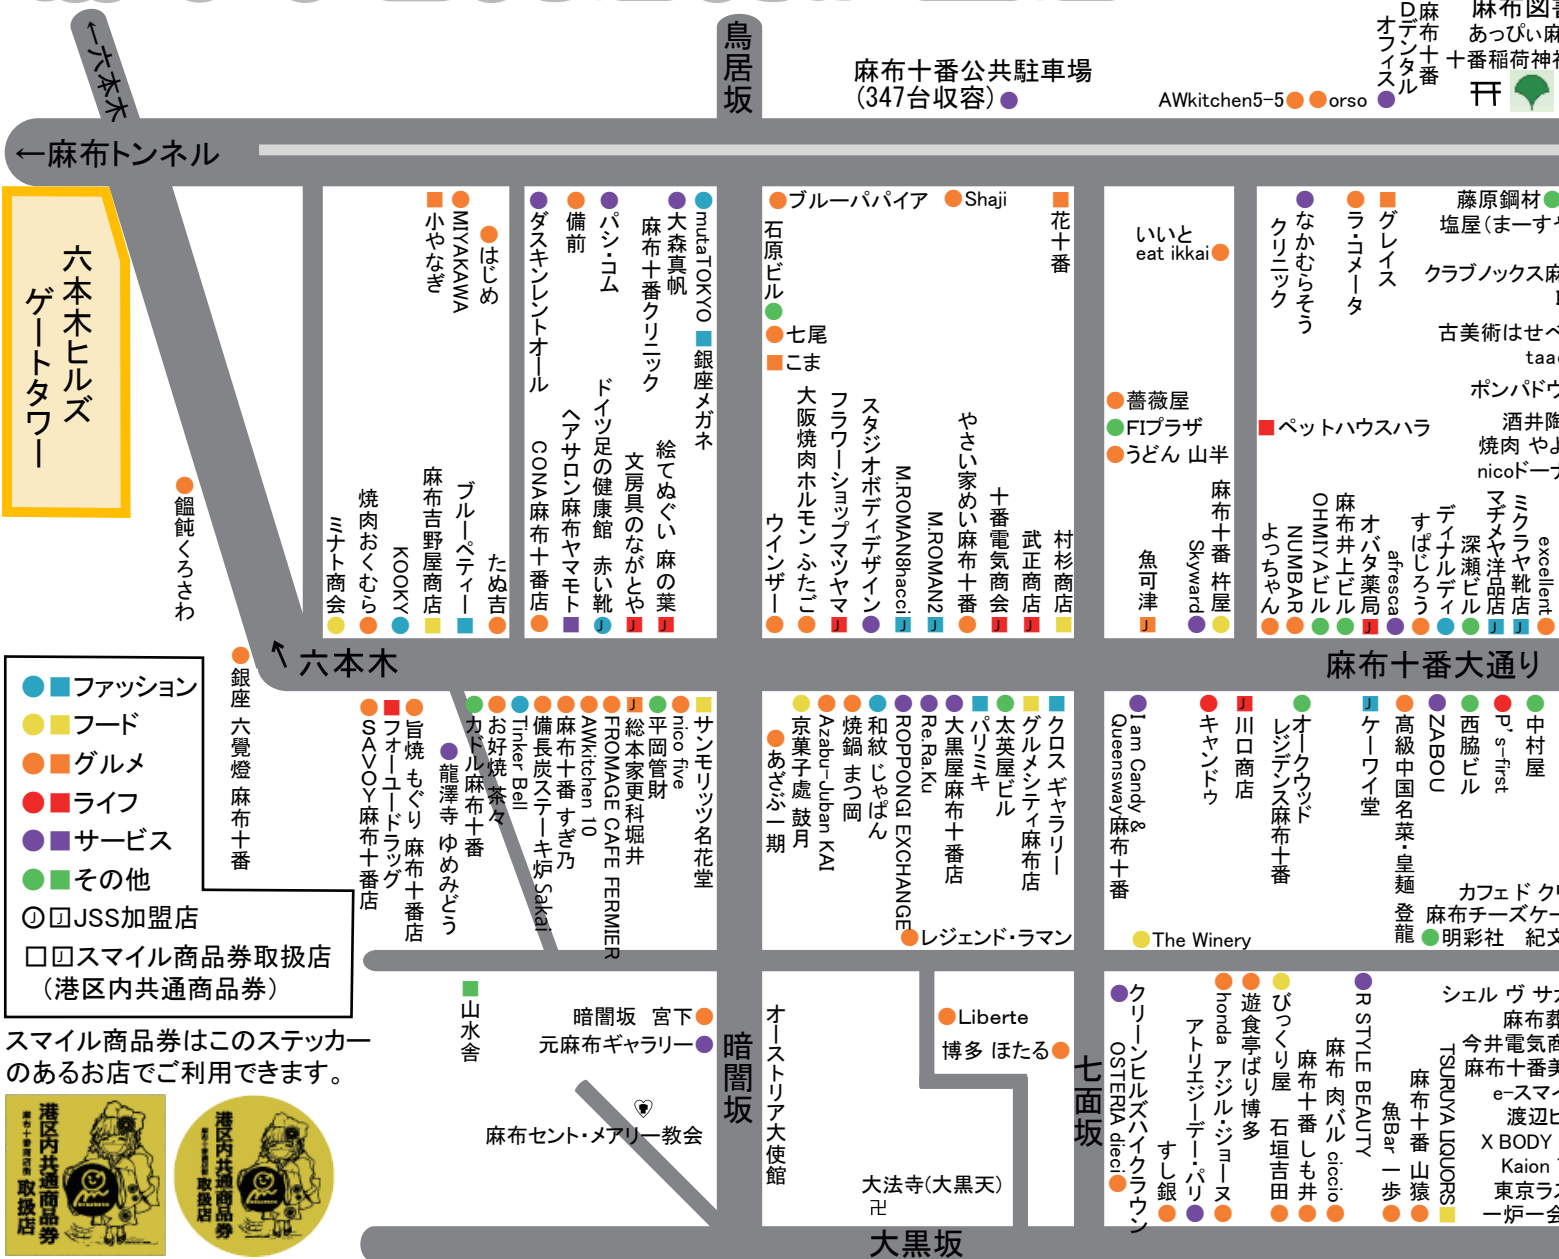 ←六本木
鳥居坂
麻布十番公共駐車場
(347台収容)
AWkitchen5-5
orso
麻布十番
Dデンタル
オフィス
あっぴぃ麻
←麻布トンネル
六本木ヒルズ
ゲートタワー
小やなぎ
MIYAKAWA
はじめ
ダスキンレントオール
備前
パシ・コム
麻布十番クリニック
大森真帆
mutaTOKYO
銀座メガネ
ブルーパパイア
Shaji
花十番
石原ビル
七尾
こま
いいと
eat ikkai
なかむらそう
クリニック
ラ・コメータ
グレイス
藤原鋼材
塩屋(まーすや
クラブノックス麻
古美術はせべ
taac
ポンパドウ
酒井陶
焼肉 やよ
nicoドーナ
薔薇屋
FIプラザ
うどん 山半
ペットハウスハラ
饂飩くろさわ
ミナト商会
焼肉おくむら
KOOKY
麻布吉野屋商店
ブルーペティー
たぬ吉
CONA麻布十番店
ヘアサロン麻布ヤマモト
ドイツ足の健康館 赤い靴
文房具のながとや
絵てぬぐい 麻の葉
ウインザー
大阪焼肉ホルモン ふたご
フラワーショップマツヤマ
スタジオボディデザイン
M.ROMAN8hacci
M.ROMAN2
やさい家めい麻布十番
十番電気商会
武正商店
村杉商店
魚可津
Skyward
麻布十番 杵屋
よっちゃん
NUMBAR
OHMIYAビル
麻布井上ビル
オバタ薬局
afresca
すぱじろう
ディナルディ
深瀬ビル
マヂメヤ洋品店
ミクラヤ靴店
excellent
↖六本木
麻布十番大通り
ファッション
フード
グルメ
ライフ
サービス
その他
JSS加盟店
スマイル商品券取扱店
(港区内共通商品券)
スマイル商品券はこのステッカー
のあるお店でご利用できます。
港区内共通商品券
取扱店
港区内共通商品券
取扱店
銀座 六覺燈 麻布十番
SAVOY麻布十番店
フォーユードラッグ
旨焼 もぐり 麻布十番店
龍澤寺 ゆめみどう
カドル麻布十番
お好焼 茶々
Tinker Bell
備長炭ステーキ炉 Sakai
麻布十番 すぎ乃
AWkitchen 10
FROMAGE CAFE FERMIER
総本家更科堀井
平岡管財
nico five
サンモリッツ名花堂
あざぶ一期
京菓子處 鼓月
Azabu-Juban KAI
焼鍋 まつ岡
和紋 じゃぱん
ROPPONGI EXCHANGE
Re.Ra.Ku
大黒屋麻布十番店
パリミキ
太英屋ビル
グルメシティ麻布店
クロス ギャラリー
レジェンド・ラマン
I am Candy &
Queensway麻布十番
キャンドゥ
川口商店
オークウッド
レジデンス麻布十番
ケーワイ堂
高級中国名菜・皇麺 登龍
ZABOU
西脇ビル
P's-first
中村屋
The Winery
カフェド クリ
麻布チーズケー
明彩社 紀文
山水舎
暗闇坂 宮下
元麻布ギャラリー
麻布セント・メアリー教会
暗闇坂
オーストリア大使館
Liberte
博多 ほたる
大法寺(大黒天)
卍
七面坂
大黒坂
クリーンヒルズハイクラウン
OSTERIA dieci
すし銀
アトリエジーデー・パリ
honda アジル・ジョーヌ
遊食亭ばり博多
びっくり屋 石垣吉田
麻布十番 しも井
麻布 肉バル ciccio
R STYLE BEAUTY
魚Bar 一歩
麻布十番 山猿
TSURUYA LIQUORS
シェル ヴ サカ
麻布葬
今井電気商
麻布十番美
e-スマイ
渡辺ビ
X BODY
Kaion
東京ラス
一炉一会